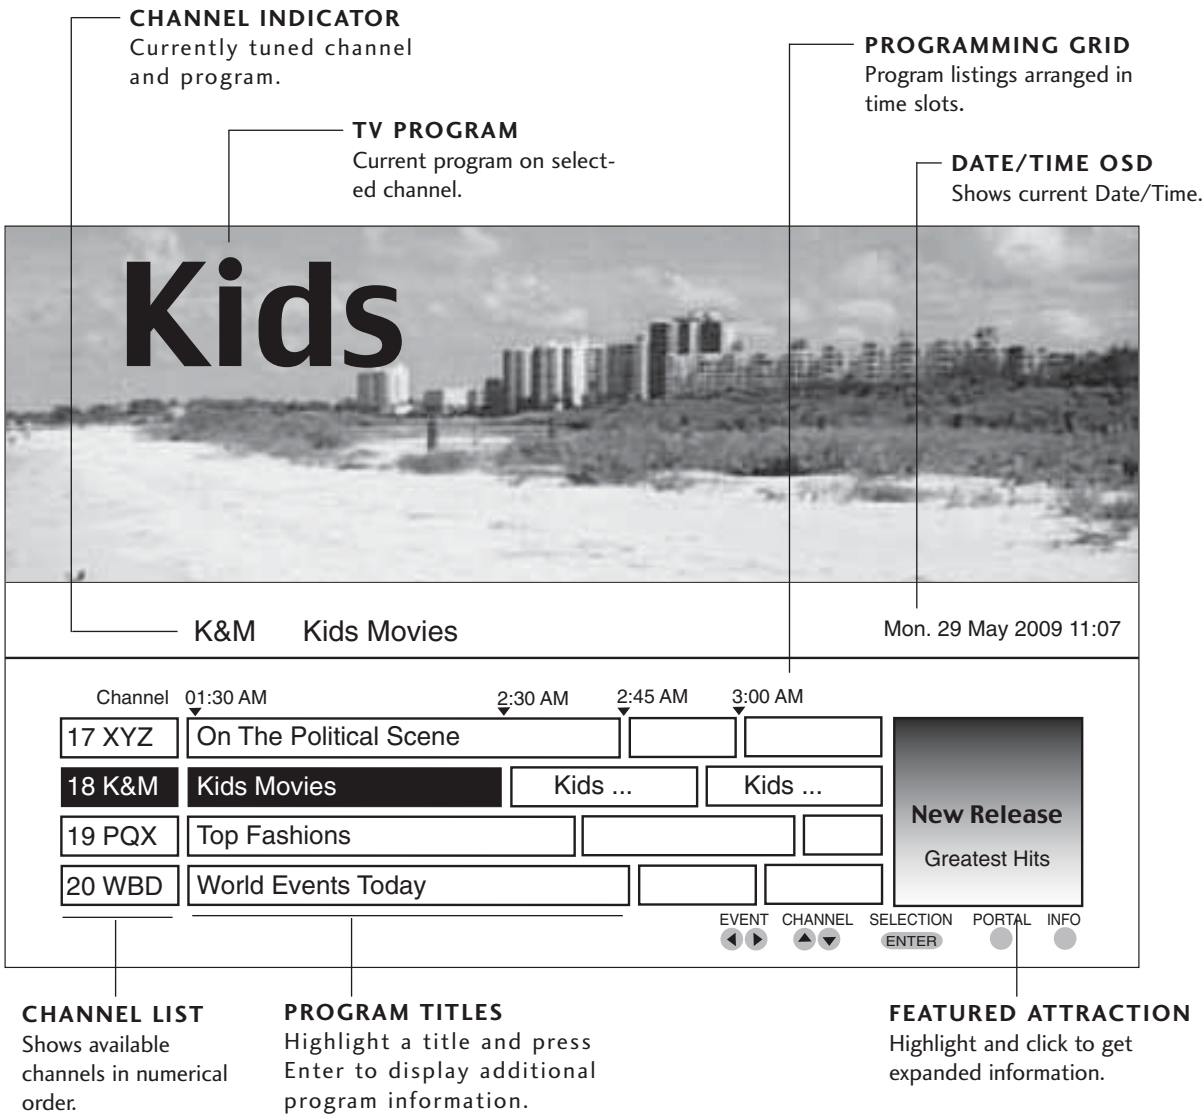 CHANNEL INDICATOR
Currently tuned channel
and program.
PROGRAMMING GRID
Program listings arranged in
time slots.
TV PROGRAM
Current program on select-
ed channel.
DATE/TIME OSD
Shows current Date/Time.
Kids
K&M Kids Movies
Mon. 29 May 2009 11:07
Channel 01:30 AM 2:30 AM 2:45 AM 3:00 AM
17 XYZ On The Political Scene
18 K&M Kids Movies Kids ... Kids ...
19 PQX Top Fashions
20 WBD World Events Today
New Release
Greatest Hits
EVENT CHANNEL SELECTION PORTAL INFO
ENTER
CHANNEL LIST
Shows available
channels in numerical
order.
PROGRAM TITLES
Highlight a title and press
Enter to display additional
program information.
FEATURED ATTRACTION
Highlight and click to get
expanded information.